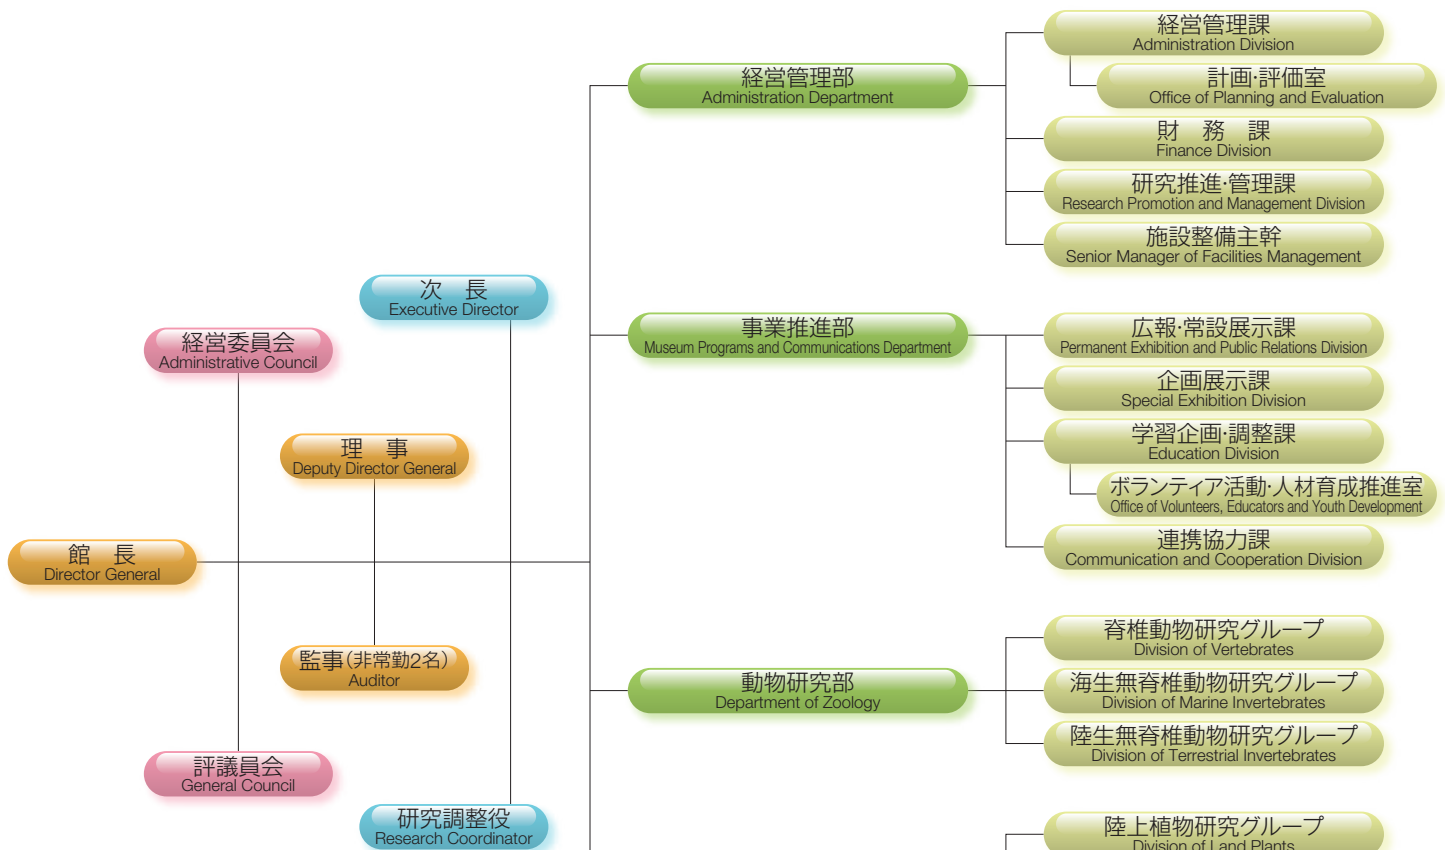 館　長
Director General
経営委員会
Administrative Council
評議員会
General Council
理　事
Deputy Director General
監事（非常勤2名）
Auditor
次　長
Executive Director
研究調整役
Research Coordinator
経営管理部
Administration Department
経営管理課
Administration Division
計画・評価室
Office of Planning and Evaluation
財　務　課
Finance Division
研究推進・管理課
Research Promotion and Management Division
施設整備主幹
Senior Manager of Facilities Management
事業推進部
Museum Programs and Communications Department
広報・常設展示課
Permanent Exhibition and Public Relations Division
企画展示課
Special Exhibition Division
学習企画・調整課
Education Division
ボランティア活動・人材育成推進室
Office of Volunteers, Educators and Youth Development
連携協力課
Communication and Cooperation Division
動物研究部
Department of Zoology
脊椎動物研究グループ
Division of Vertebrates
海生無脊椎動物研究グループ
Division of Marine Invertebrates
陸生無脊椎動物研究グループ
Division of Terrestrial Invertebrates
陸上植物研究グループ
Division of Land Plants